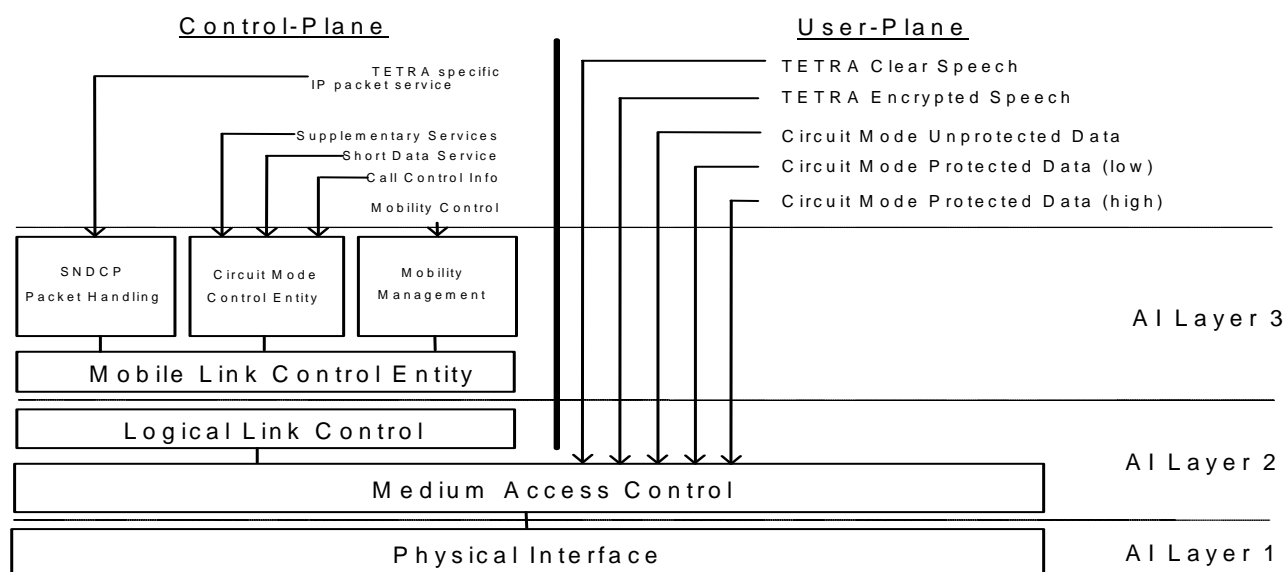 Control-Plane
User-Plane
TETRA specific
IP packet service
TETRA Clear Speech
TETRA Encrypted Speech
Supplementary Services
Circuit Mode Unprotected Data
Short Data Service
Circuit Mode Protected Data (low)
Call Control Info
Mobility Control
Circuit Mode Protected Data (high)
SNDCP
Packet Handling
Circuit Mode
Control Entity
Mobility
Management
AI Layer 3
Mobile Link Control Entity
Logical Link Control
AI Layer 2
Medium Access Control
Physical Interface
AI Layer 1